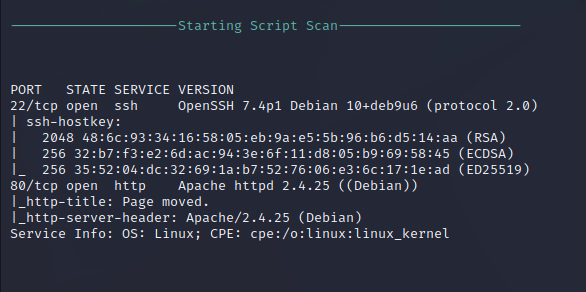 ---------------------Starting Script Scan-----------------------
PORT   STATE SERVICE VERSION
22/tcp open  ssh     OpenSSH 7.4p1 Debian 10+deb9u6 (protocol 2.0)
| ssh-hostkey:
|   2048 48:6c:93:34:16:58:05:eb:9a:e5:5b:96:b6:d5:14:aa (RSA)
|   256 32:b7:f3:e2:6d:ac:94:3e:6f:11:d8:05:b9:69:58:45 (ECDSA)
|_  256 35:52:04:dc:32:69:1a:b7:52:76:06:e3:6c:17:1e:ad (ED25519)
80/tcp open  http    Apache httpd 2.4.25 ((Debian))
|_http-title: Page moved.
|_http-server-header: Apache/2.4.25 (Debian)
Service Info: OS: Linux; CPE: cpe:/o:linux:linux_kernel